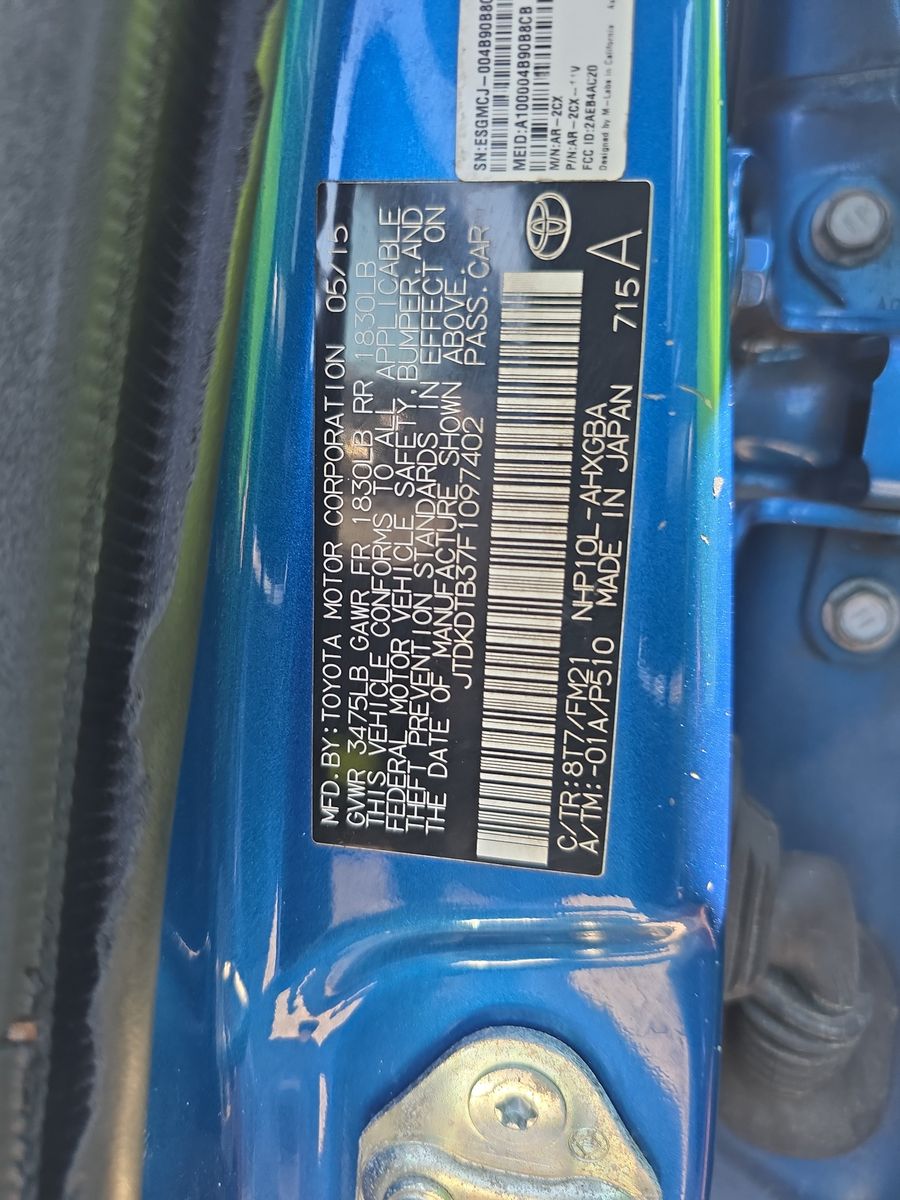 SN:ESGMCJ-004B90B8C
MEID:A100004B90B8CB
M/N:AR-2CX
P/N:AR-2CX-11V
FCC ID:2AEB4AC20
Designed by M-Labs in California
MFD.BY:TOYOTA MOTOR CORPORATION 05/15
GVWR 3475LB GAWR FR 1830LB RR 1830LB
THIS VEHICLE CONFORMS TO ALL APPLICABLE
FEDERAL MOTOR VEHICLE SAFETY,BUMPER,AND
THEFT PREVENTION STANDARDS IN EFFECT ON
THE DATE OF MANUFACTURE SHOWN ABOVE.
JTDKDTB37F1097402 PASS.CAR
C/TR:8T7/FM21 NHP10L-AHXGBA 715A
A/TM:-01A/P510 MADE IN JAPAN